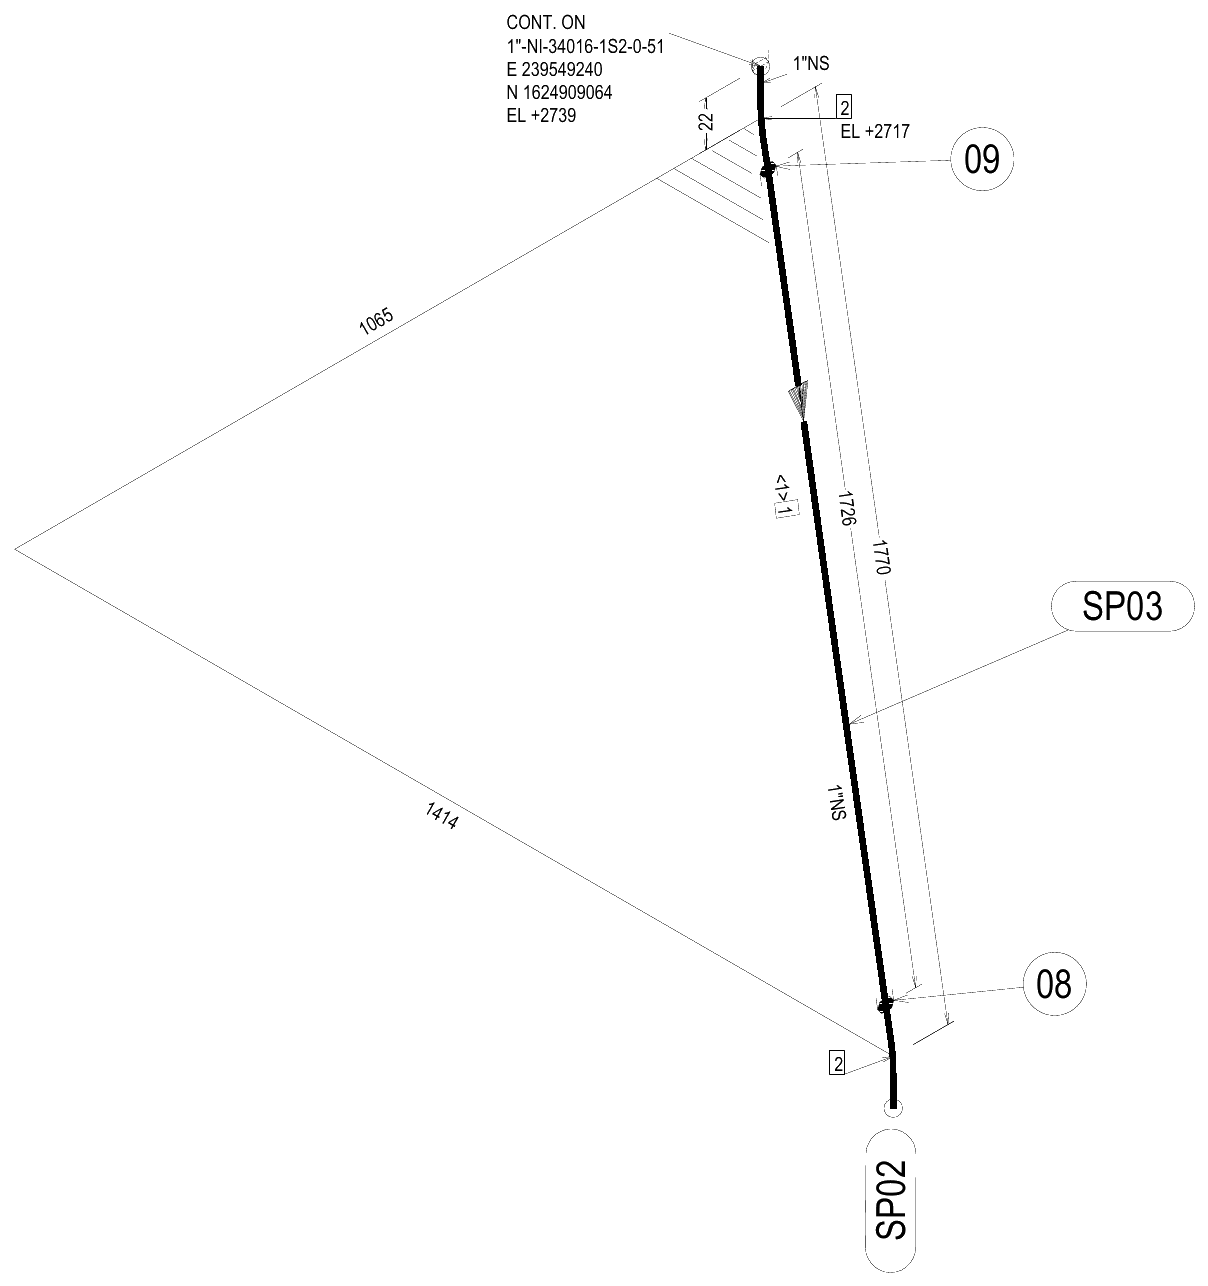 CONT. ON
1"-NI-34016-1S2-0-51
E 239549240
N 1624909064
EL +2739
1"NS
2
EL +2717
22
09
1065
<1>1
1726
1770
SP03
1"NS
1414
08
2
SP02